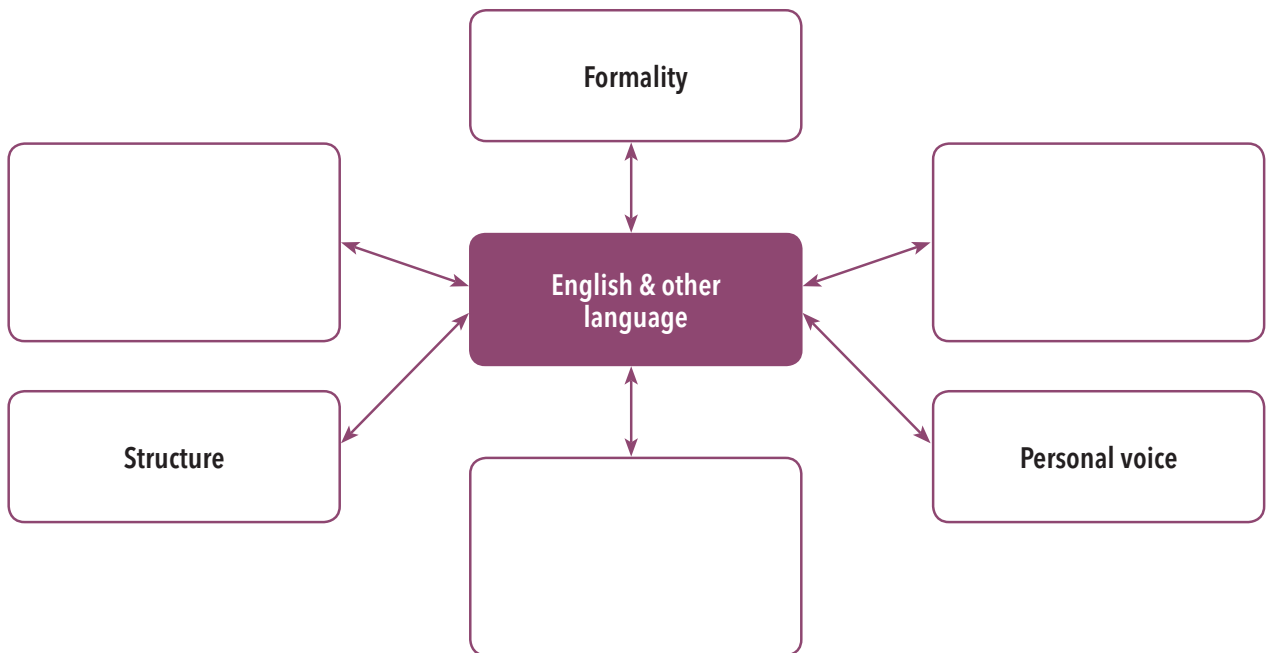 Formality
English & other
language
Structure
Personal voice